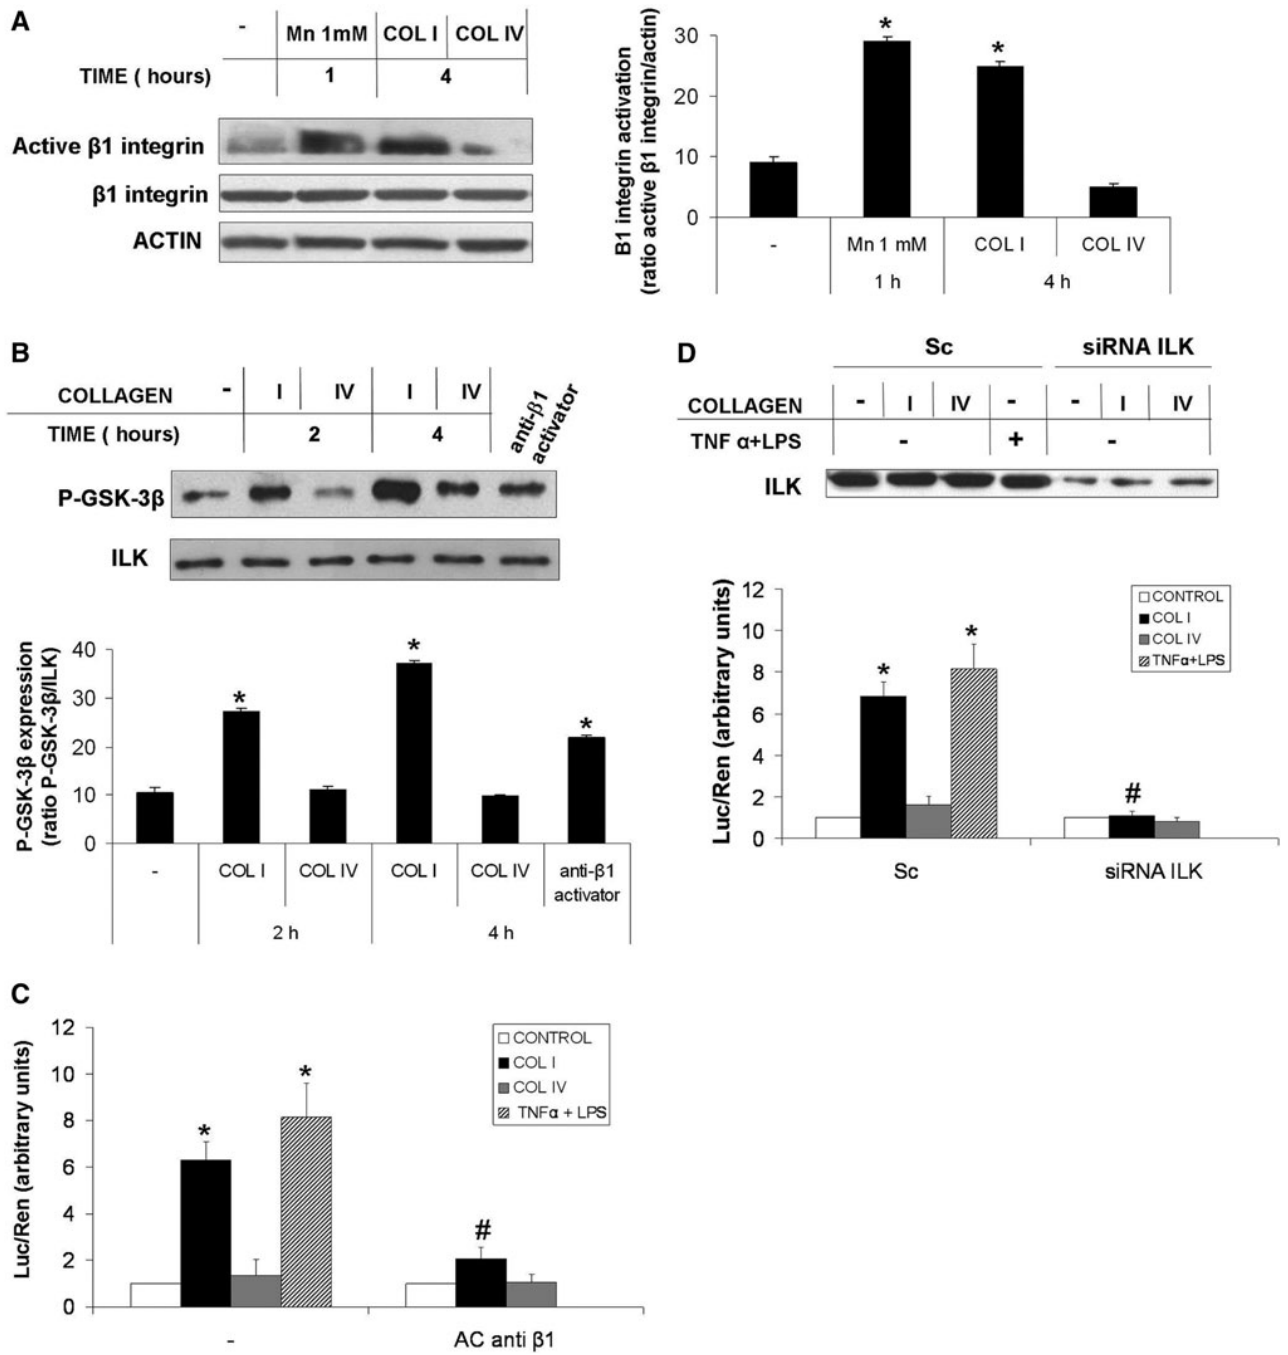 A
- Mn 1mM COL I COL IV
TIME ( hours) 1 4
Active β1 integrin
β1 integrin
ACTIN
B1 integrin activation
(ratio active β1 integrin/actin)
30
20
10
0
* *
- Mn 1 mM COL I COL IV
1 h 4 h
B
COLLAGEN - I IV I IV
TIME ( hours) 2 4
anti-β1
activator
P-GSK-3β
ILK
P-GSK-3β expression
(ratio P-GSK-3β/ILK)
40
30
20
10
0
* * *
- COL I COL IV COL I COL IV anti-β1
activator
2 h 4 h
D
Sc siRNA ILK
COLLAGEN - I IV - - I IV
TNF α+LPS - + -
ILK
Luc/Ren (arbitrary units)
12
10
8
6
4
2
0
* * #
CONTROL
COL I
COL IV
TNFα+LPS
Sc siRNA ILK
C
Luc/Ren (arbitrary units)
12
10
8
6
4
2
0
* * #
CONTROL
COL I
COL IV
TNFα + LPS
- AC anti β1